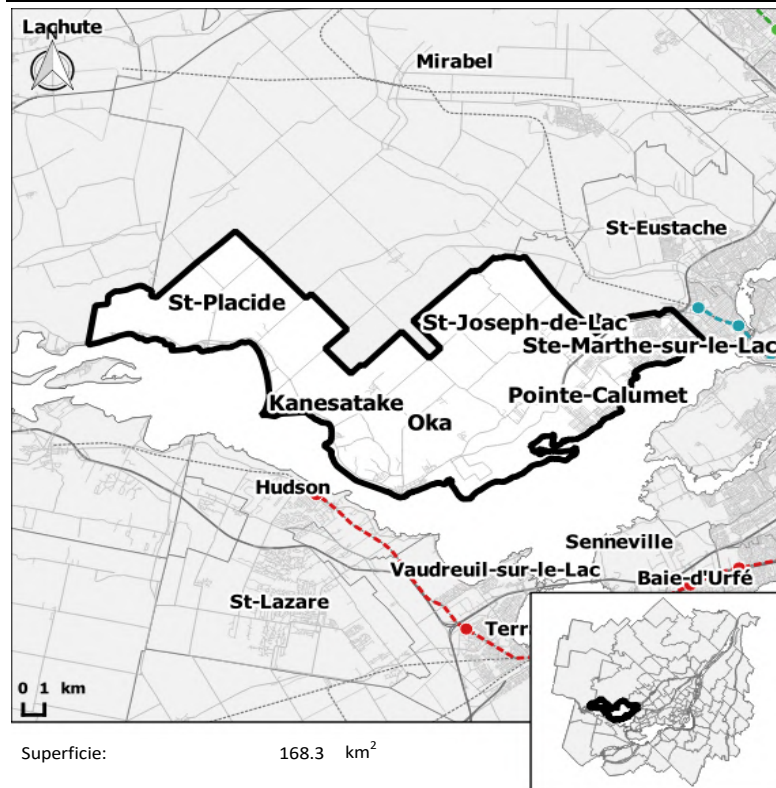 Lachute
N
Mirabel
St-Eustache
St-Placide
St-Joseph-de-Lac
Ste-Marthe-sur-le-Lac
Pointe-Calumet
Kanesatake
Oka
Hudson
Senneville
Vaudreuil-sur-le-Lac
Baie-d'Urfé
St-Lazare
Terr
0 1 km
Superficie: 168.3 km²